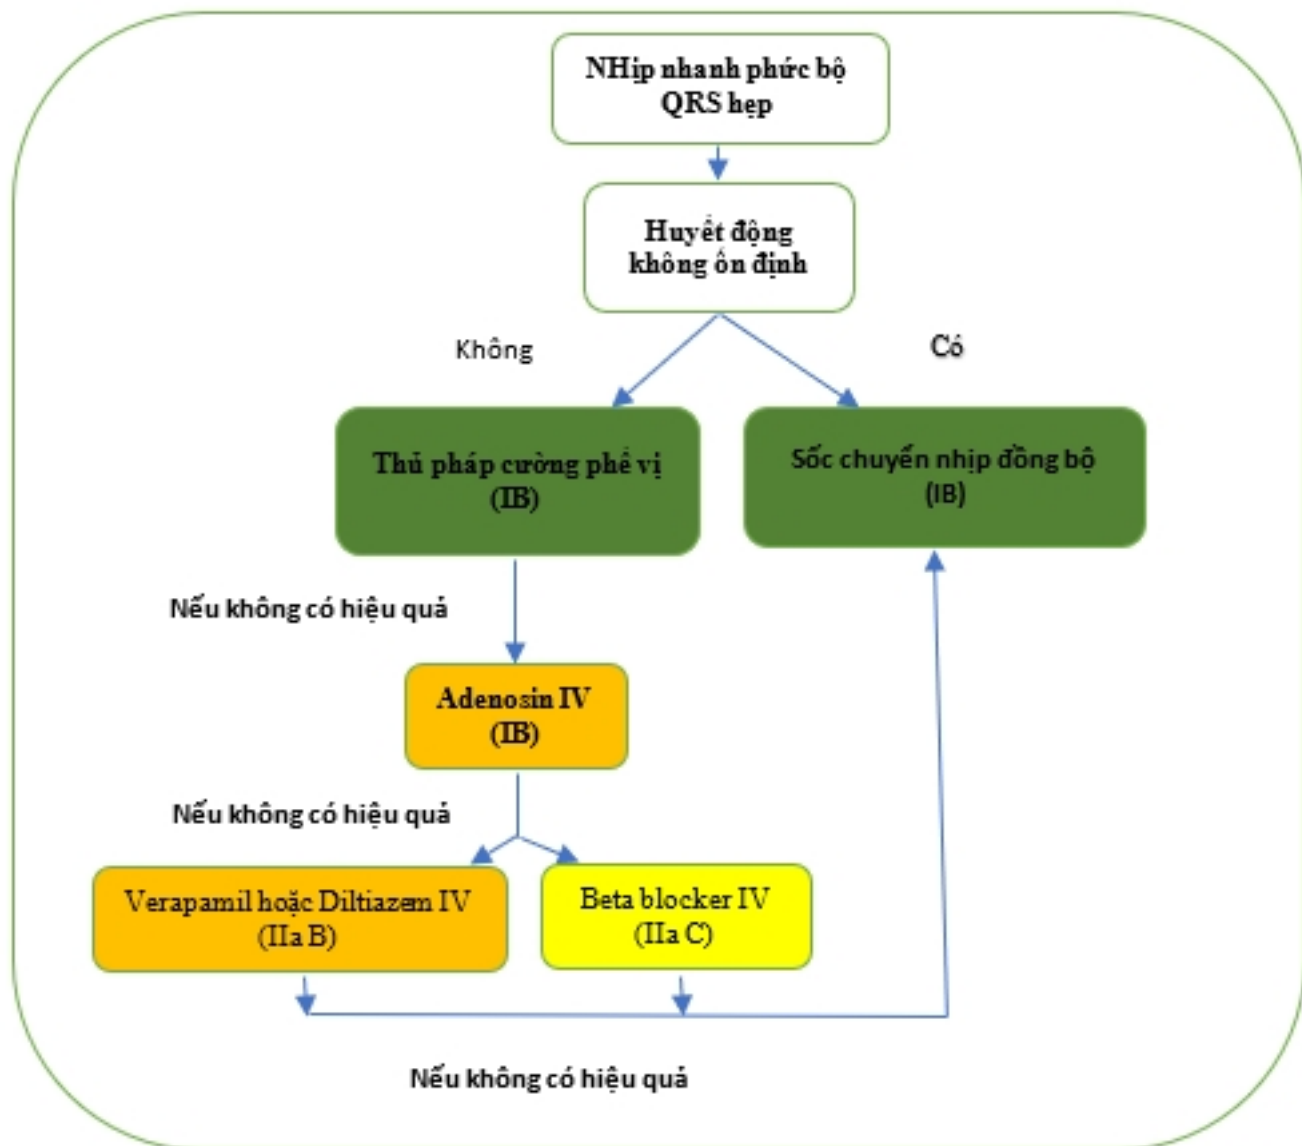 NHịp nhanh phức bộ
QRS hẹp
Huyết động
không ổn định
Không
Có
Thủ pháp cường phế vị
(IB)
Sốc chuyển nhịp đồng bộ
(IB)
Nếu không có hiệu quả
Adenosin IV
(IB)
Nếu không có hiệu quả
Verapamil hoặc Diltiazem IV
(IIa B)
Beta blocker IV
(IIa C)
Nếu không có hiệu quả